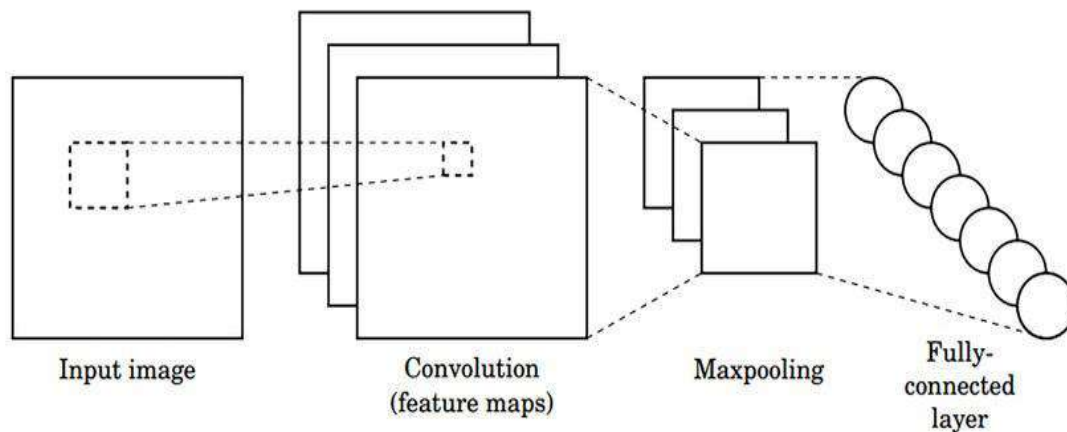 Input image
Convolution
(feature maps)
Maxpooling
Fully-
connected
layer